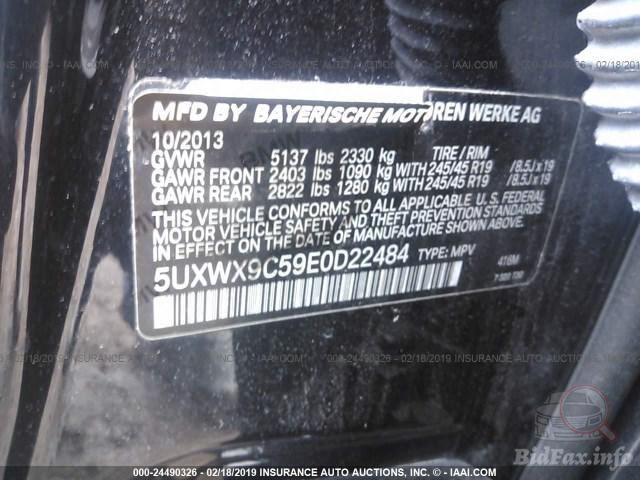 MFD BY BAYERISCHE MOTOREN WERKE AG
10/2013
GVWR 5137 lbs 2330 kg TIRE / RIM
GAWR FRONT 2403 lbs 1090 kg WITH 245/45 R19 /8.5Jx19
GAWR REAR 2822 lbs 1280 kg WITH 245/45 R19 /8.5Jx19
THIS VEHICLE CONFORMS TO ALL APPLICABLE U.S. FEDERAL
MOTOR VEHICLE SAFETY AND THEFT PREVENTION STANDARDS
IN EFFECT ON THE DATE OF MANUFACTURE SHOWN ABOVE.
5UXWX9C59E0D22484 TYPE: MPV 416M
000-24490326 - 02/18/2019 INSURANCE AUTO AUCTIONS, INC. - IAAI.COM
BidFax.info